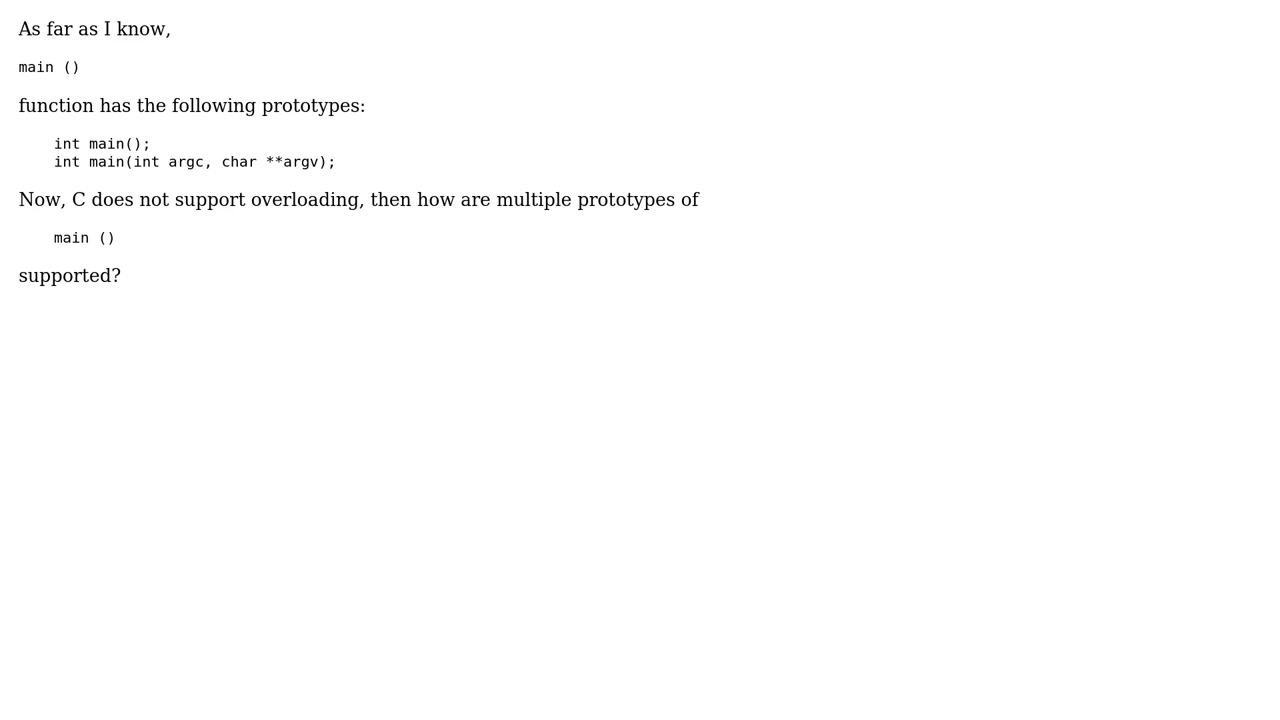 As far as I know,
main ()
function has the following prototypes:
int main();
int main(int argc, char **argv);
Now, C does not support overloading, then how are multiple prototypes of
main ()
supported?